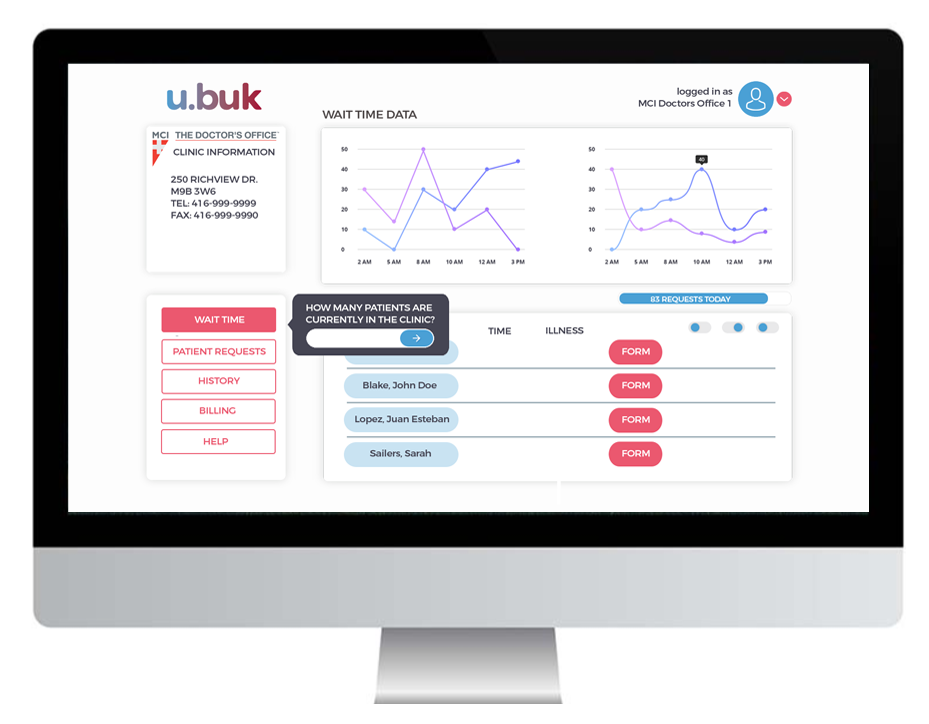 u.buk
logged in as
MCI Doctors Office 1
MCI THE DOCTOR'S OFFICE
CLINIC INFORMATION
250 RICHVIEW DR.
M9B 3W6
TEL: 416-999-9999
FAX: 416-999-9990
WAIT TIME DATA
50
40
30
20
10
0
2 AM 5 AM 8 AM 10 AM 12 AM 3 PM
50
40
30
20
10
0
40
2 AM 5 AM 8 AM 10 AM 12 AM 3 PM
83 REQUESTS TODAY
WAIT TIME
PATIENT REQUESTS
HISTORY
BILLING
HELP
HOW MANY PATIENTS ARE
CURRENTLY IN THE CLINIC?
TIME ILLNESS
FORM
Blake, John Doe FORM
Lopez, Juan Esteban FORM
Sailers, Sarah FORM